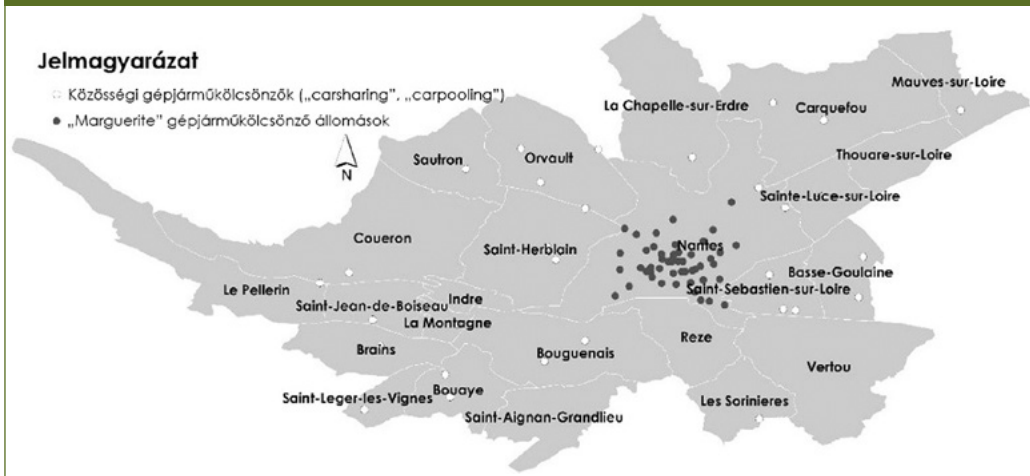 Jelmagyarázat
Közösségi gépjárműkölcsönzők („carsharing”, „carpooling”)
„Marguerite” gépjárműkölcsönző állomások
N
Mauves-sur-Loire
La Chapelle-sur-Erdre
Carquefou
Thouare-sur-Loire
Sautron
Orvault
Sainte-Luce-sur-Loire
Coueron
Saint-Herblain
Nantes
Basse-Goulaine
Le Pellerin
Saint-Sebastien-sur-Loire
Saint-Jean-de-Boiseau
Indre
La Montagne
Brains
Bouguenais
Reze
Vertou
Saint-Leger-les-Vignes
Bouaye
Les Sorinieres
Saint-Aignan-Grandlieu